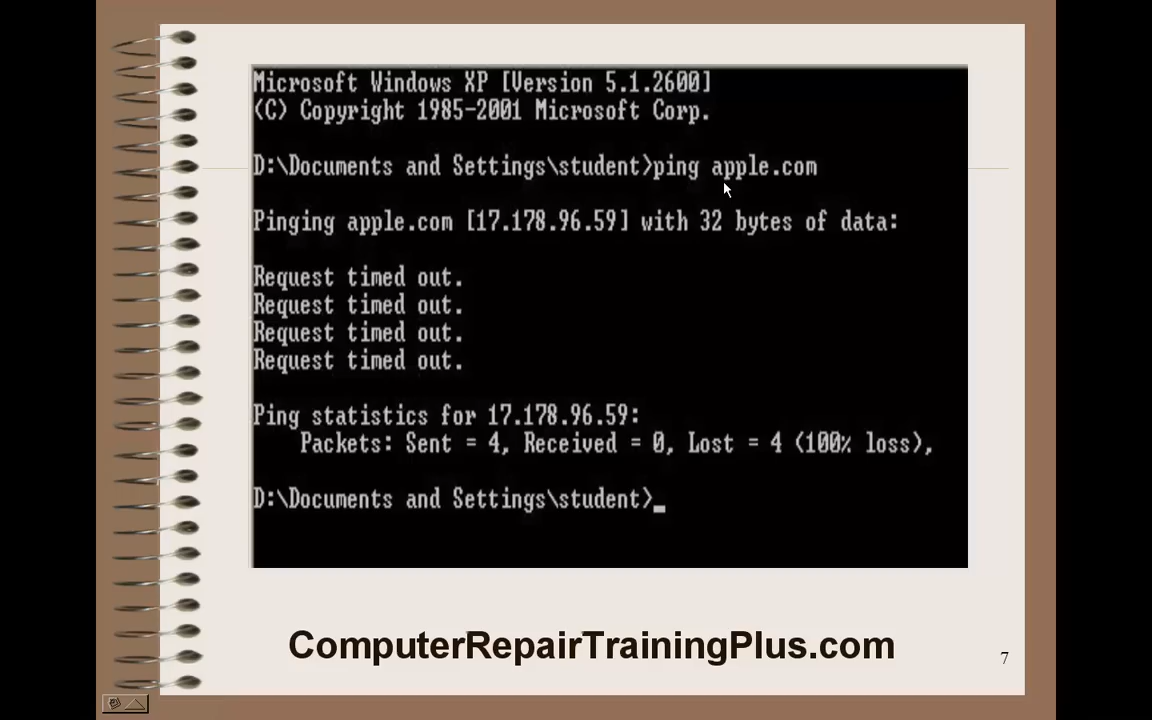 Microsoft Windows XP [Version 5.1.2600]
(C) Copyright 1985-2001 Microsoft Corp.
D:\Documents and Settings\student>ping apple.com
Pinging apple.com [17.178.96.59] with 32 bytes of data:
Request timed out.
Request timed out.
Request timed out.
Request timed out.
Ping statistics for 17.178.96.59:
Packets: Sent = 4, Received = 0, Lost = 4 (100% loss),
D:\Documents and Settings\student>_
ComputerRepairTrainingPlus.com
7